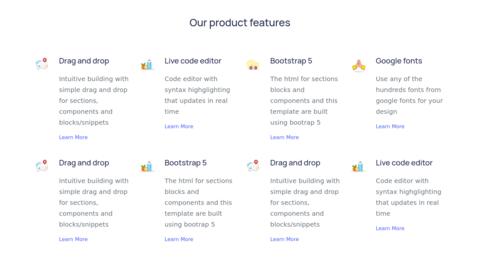 Our product features
Drag and drop
Intuitive building with
simple drag and drop
for sections,
components and
blocks/snippets
Learn More
Live code editor
Code editor with
syntax highglighting
that updates in real
time
Learn More
Bootstrap 5
The html for sections
blocks and
components and this
template are built
using bootrap 5
Learn More
Google fonts
Use any of the
hundreds fonts from
google fonts for your
design
Learn More
Drag and drop
Intuitive building with
simple drag and drop
for sections,
components and
blocks/snippets
Learn More
Bootstrap 5
The html for sections
blocks and
components and this
template are built
using bootrap 5
Learn More
Drag and drop
Intuitive building with
simple drag and drop
for sections,
components and
blocks/snippets
Learn More
Live code editor
Code editor with
syntax highlighting
that updates in real
time
Learn More